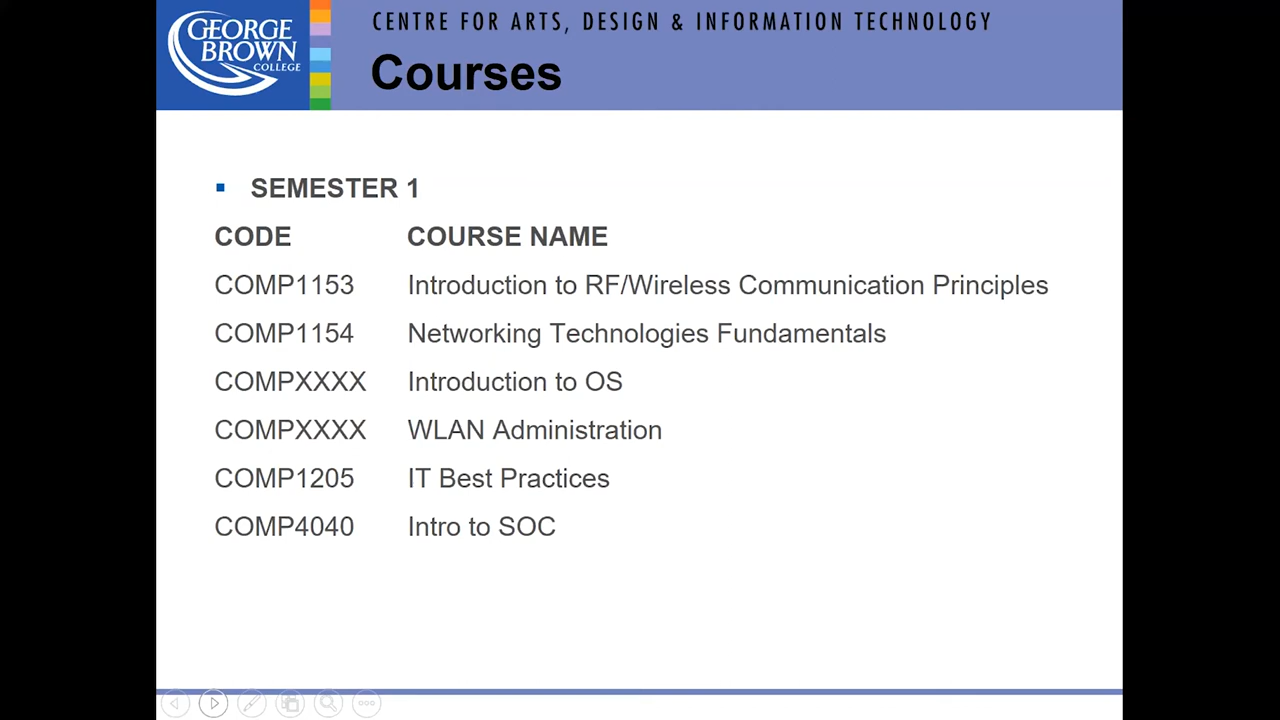 GEORGE
BROWN
COLLEGE
CENTRE FOR ARTS, DESIGN & INFORMATION TECHNOLOGY
Courses
▪ SEMESTER 1
CODE COURSE NAME
COMP1153 Introduction to RF/Wireless Communication Principles
COMP1154 Networking Technologies Fundamentals
COMPXXXX Introduction to OS
COMPXXXX WLAN Administration
COMP1205 IT Best Practices
COMP4040 Intro to SOC